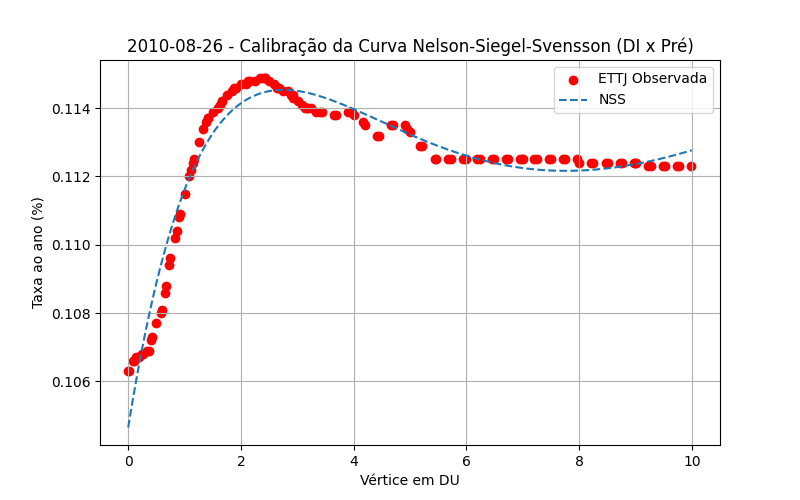 2010-08-26 - Calibração da Curva Nelson-Siegel-Svensson (DI x Pré)
ETTJ Observada
NSS
Taxa ao ano (%)
0.114
0.112
0.110
0.108
0.106
0 2 4 6 8 10
Vértice em DU